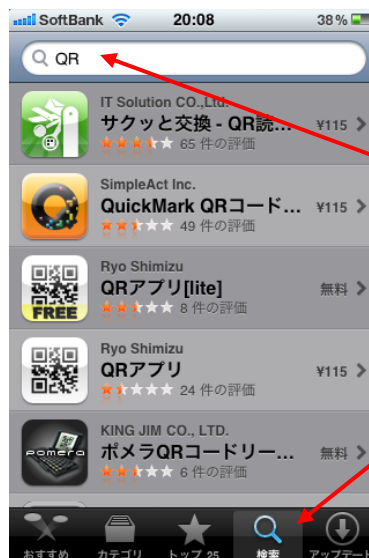 SoftBank 20:08 38%
QR
IT Solution CO.,Ltd.
サクッと交換 - QR読... ¥115
65 件の評価
SimpleAct Inc.
QuickMark QRコード... ¥115
49 件の評価
Ryo Shimizu
QRアプリ[lite] 無料
FREE
8 件の評価
Ryo Shimizu
QRアプリ ¥115
24 件の評価
KING JIM CO., LTD.
pomera
ポメラQRコードリー... 無料
6 件の評価
おすすめ カテゴリ トップ 25 検索 アップデート